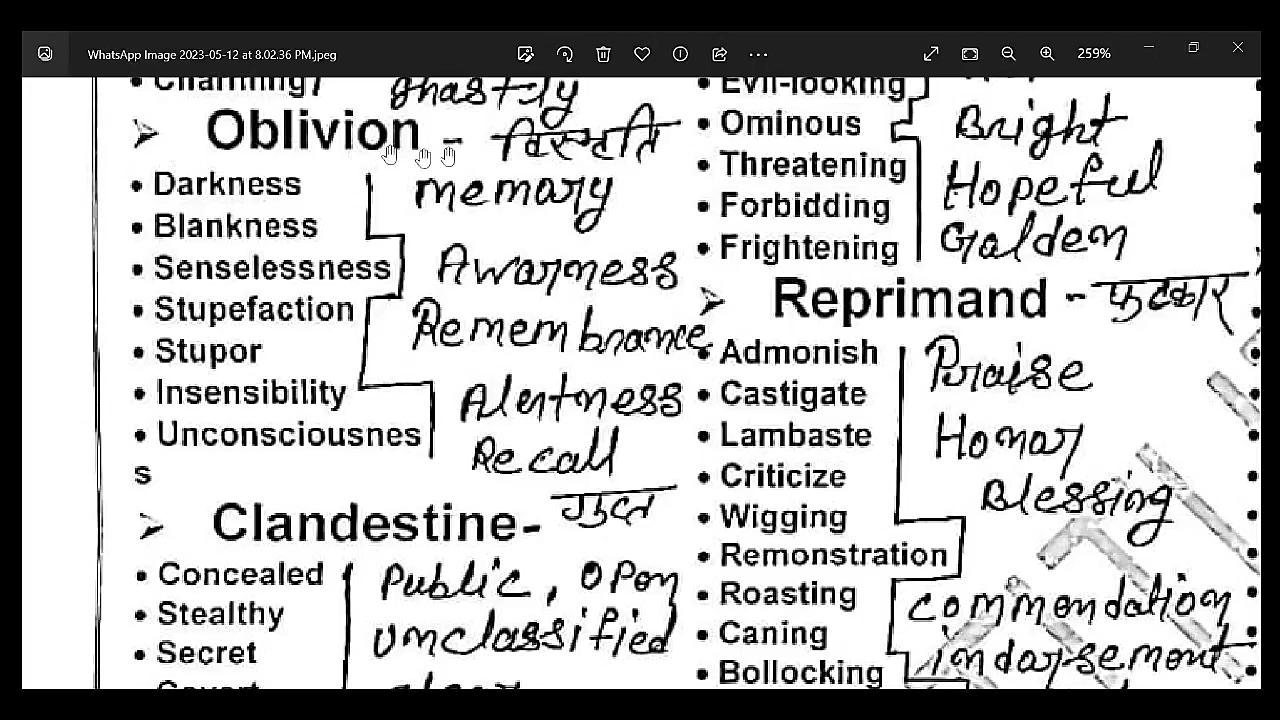 WhatsApp Image 2023-05-12 at 8.02.36 PM.jpeg
259%
• Charming/ ghastly
➢ Oblivion - विस्मृति
• Darkness memory
• Blankness
• Senselessness Awarness
• Stupefaction Remembrance
• Stupor
• Insensibility Alertness
• Unconsciousnes Recall
s
➢ Clandestine- गुप्त
• Concealed Public, Open
• Stealthy unclassified
• Secret
• Evil-looking
• Ominous Bright
• Threatening Hopeful
• Forbidding
• Frightening Golden
➢ Reprimand - फटकार
• Admonish Praise
• Castigate
• Lambaste Honor
• Criticize Blessing
• Wigging
• Remonstration
• Roasting Commendation
• Caning
• Bollocking indorsement